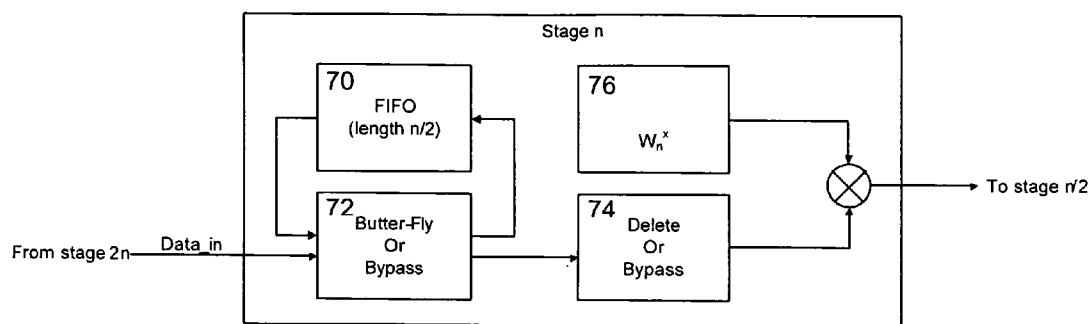 Stage n
70
FIFO
(length n/2)
76
Wₙˣ
72
Butter-Fly
Or
Bypass
74
Delete
Or
Bypass
From stage 2n
Data_in
To stage n/2